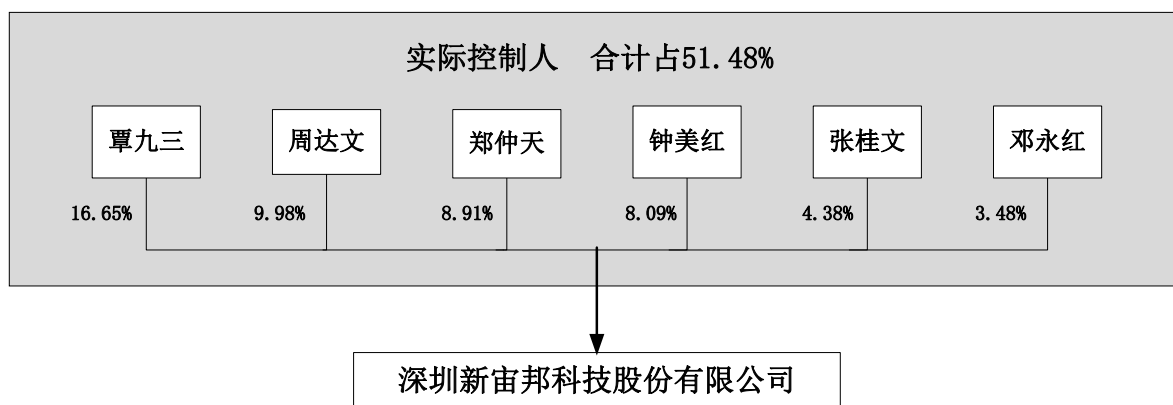 实际控制人 合计占51.48%
覃九三 周达文 郑仲天 钟美红 张桂文 邓永红
16.65% 9.98% 8.91% 8.09% 4.38% 3.48%
深圳新宙邦科技股份有限公司